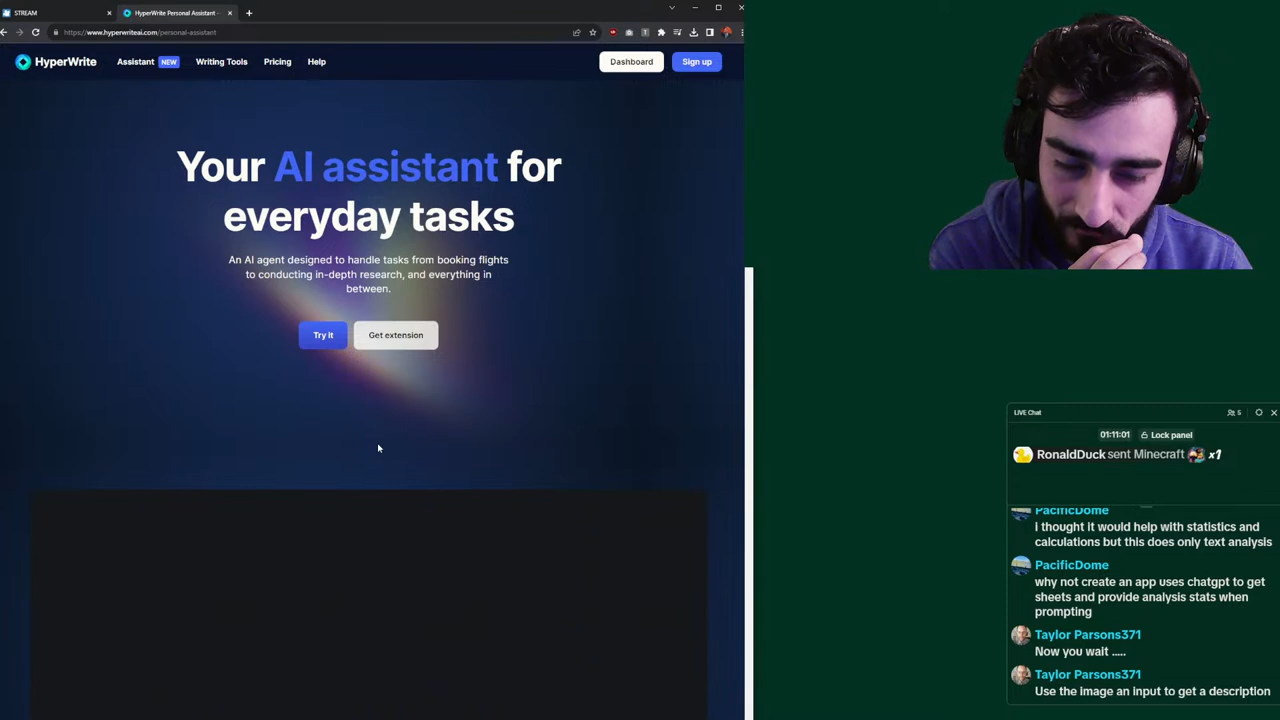 STREAM
HyperWrite Personal Assistant -
https://www.hyperwriteai.com/personal-assistant
HyperWrite
Assistant NEW
Writing Tools
Pricing
Help
Dashboard
Sign up
Your AI assistant for
everyday tasks
An AI agent designed to handle tasks from booking flights
to conducting in-depth research, and everything in
between.
Try It
Get extension
LIVE Chat
5
01:11:01
Lock panel
RonaldDuck sent Minecraft x1
PacificDome
i thought it would help with statistics and
calculations but this does only text analysis
PacificDome
why not create an app uses chatgpt to get
sheets and provide analysis stats when
prompting
Taylor Parsons371
Now you wait .....
Taylor Parsons371
Use the image an input to get a description